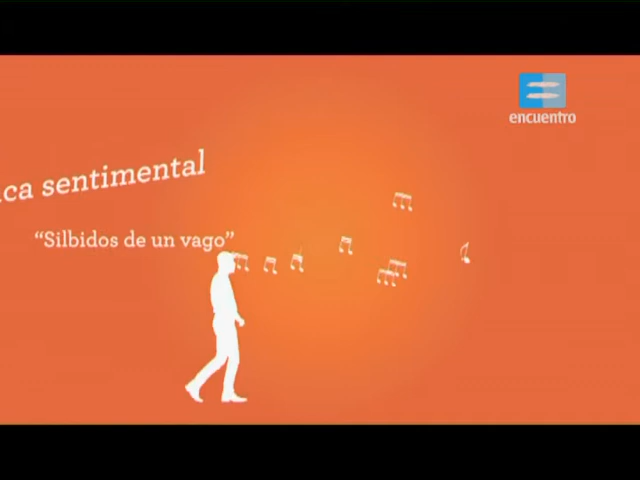 ca sentimental
“Silbidos de un vago”
encuentro